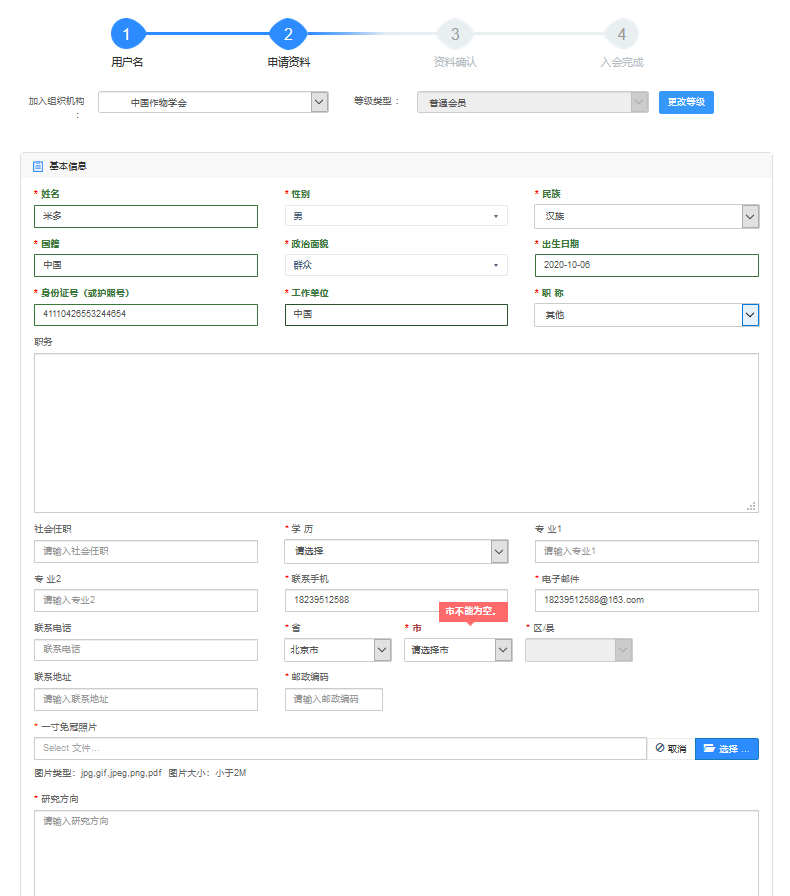 1 2 3 4
用户名 申请资料 资料确认 入会完成
加入组织机构 : 中国作物学会 等级类型 : 普通会员 更改等级
基本信息
* 姓名 * 性别 * 民族
米多 男 汉族
* 国籍 * 政治面貌 * 出生日期
中国 群众 2020-10-06
* 身份证号（或护照号） * 工作单位 * 职 称
41110426553244654 中国 其他
职务
社会任职 * 学 历 专 业1
请输入社会任职 请选择 请输入专业1
专 业2 * 联系手机 * 电子邮件
请输入专业2 18239512588 18239512588@163.com
市不能为空。
联系电话 * 省 * 市 * 区/县
联系电话 北京市 请选择市
联系地址 * 邮政编码
请输入联系地址 请输入邮政编码
* 一寸免冠照片
Select 文件... 取消 选择 ...
图片类型：jpg,gif,jpeg,png,pdf 图片大小：小于2M
* 研究方向
请输入研究方向